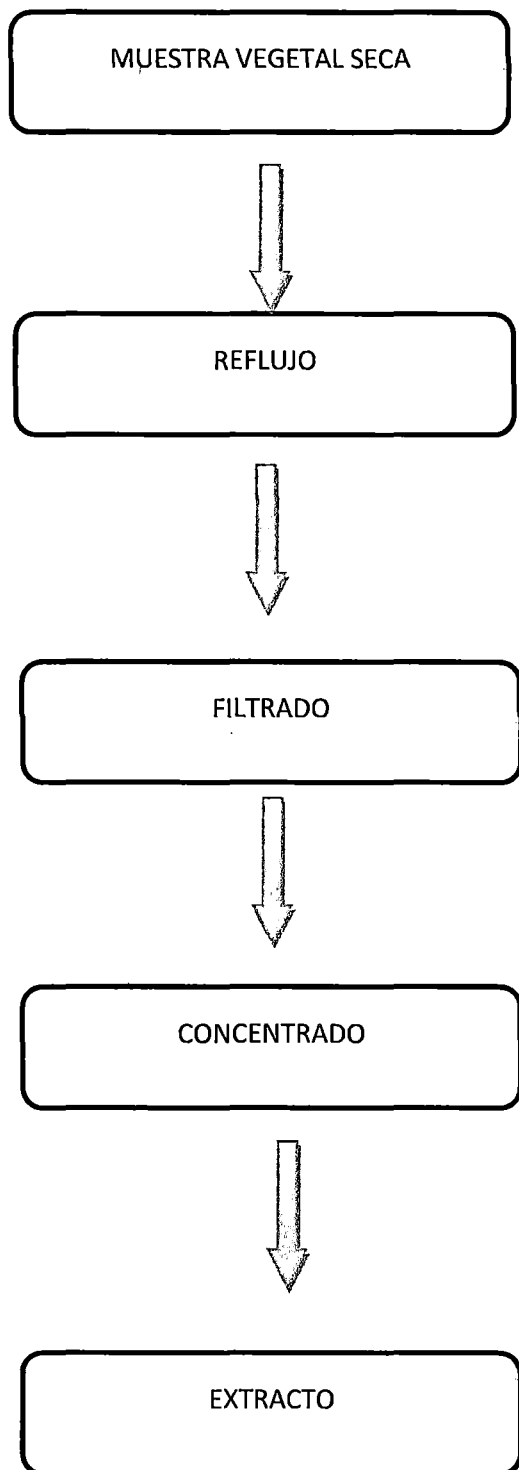 MUESTRA VEGETAL SECA
REFLUJO
FILTRADO
CONCENTRADO
EXTRACTO